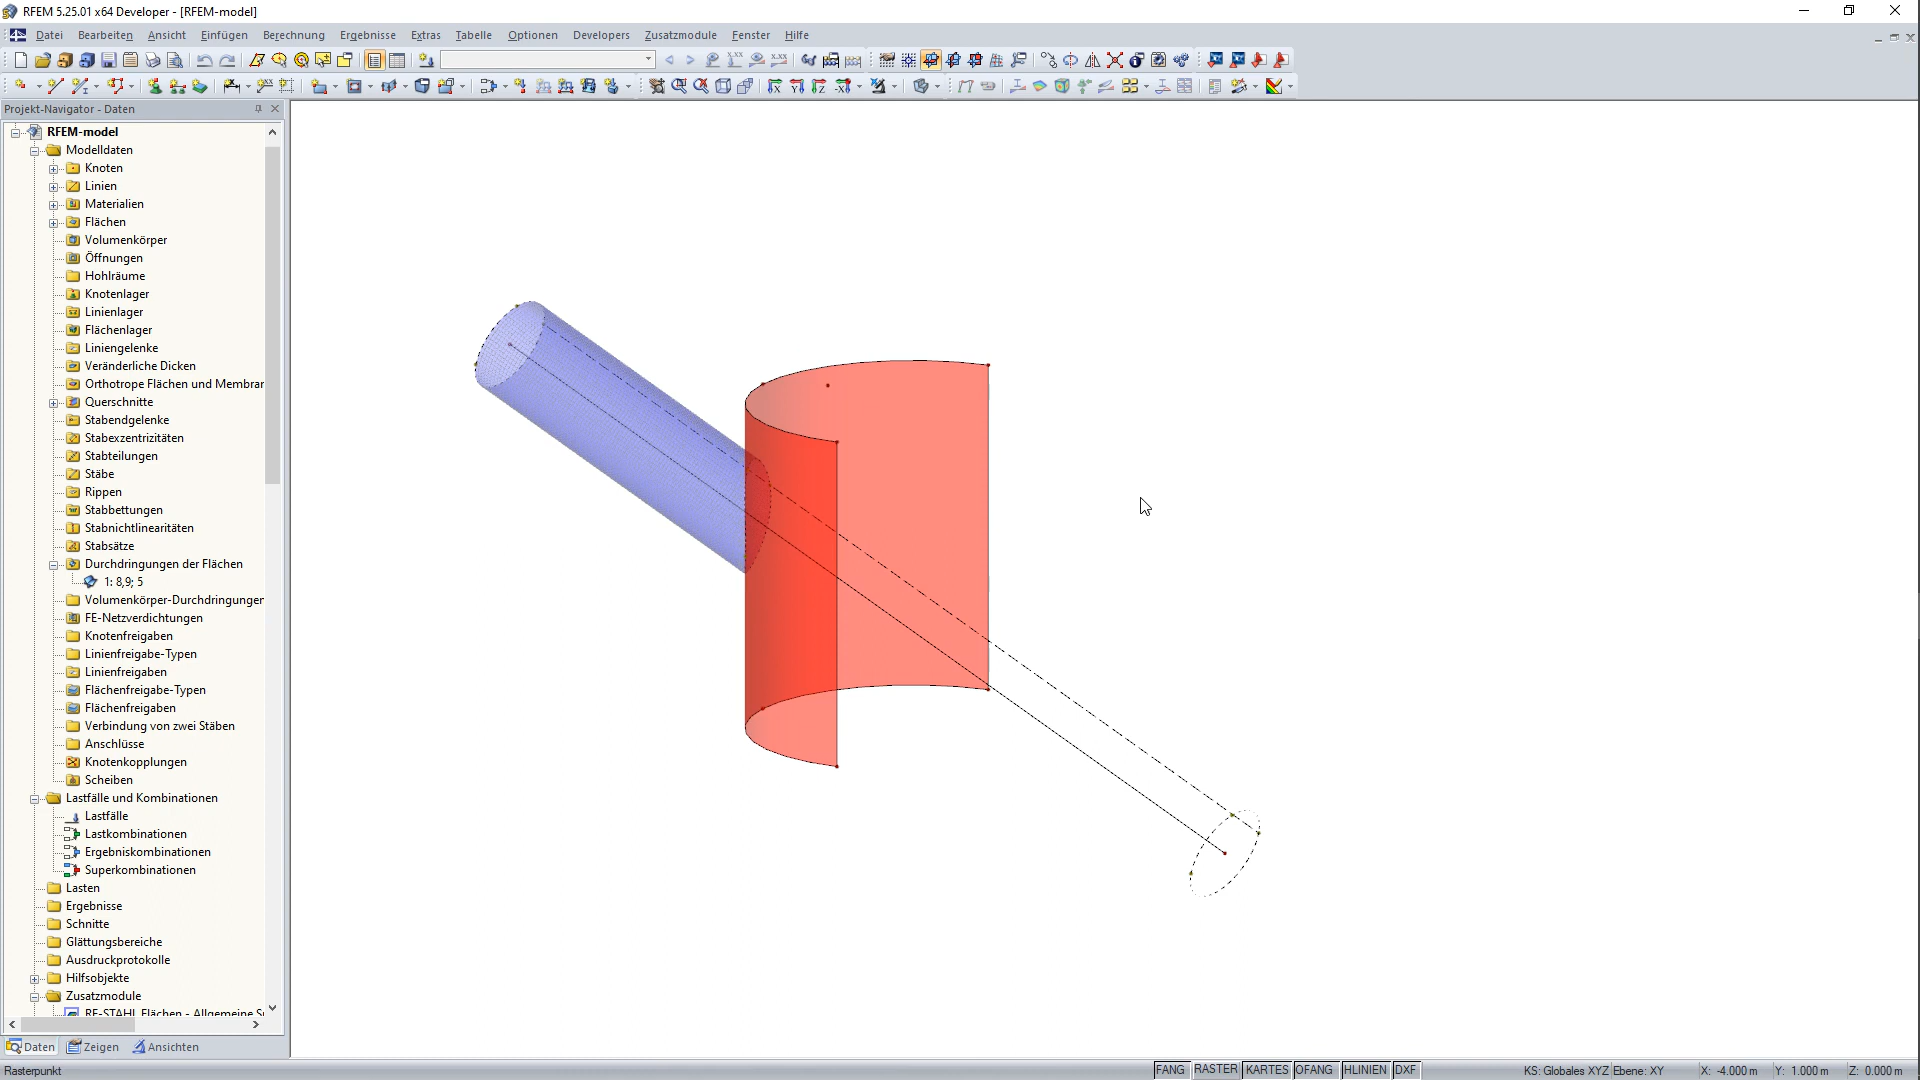 RFEM 5.25.01 x64 Developer - [RFEM-model]
Datei Bearbeiten Ansicht Einfügen Berechnung Ergebnisse Extras Tabelle Optionen Developers Zusatzmodule Fenster Hilfe
Projekt-Navigator - Daten
RFEM-model
Modelldaten
Knoten
Linien
Materialien
Flächen
Volumenkörper
Öffnungen
Hohlräume
Knotenlager
Linienlager
Flächenlager
Liniengelenke
Veränderliche Dicken
Orthotrope Flächen und Membrar
Querschnitte
Stabendgelenke
Stabexzentrizitäten
Stabteilungen
Stäbe
Rippen
Stabbettungen
Stabnichtlinearitäten
Stabsätze
Durchdringungen der Flächen
1: 8,9; 5
Volumenkörper-Durchdringunger
FE-Netzverdichtungen
Knotenfreigaben
Linienfreigabe-Typen
Linienfreigaben
Flächenfreigabe-Typen
Flächenfreigaben
Verbindung von zwei Stäben
Anschlüsse
Knotenkopplungen
Scheiben
Lastfälle und Kombinationen
Lastfälle
Lastkombinationen
Ergebniskombinationen
Superkombinationen
Lasten
Ergebnisse
Schnitte
Glättungsbereiche
Ausdruckprotokolle
Hilfsobjekte
Zusatzmodule
RF-STAHL Flächen - Allgemeine S
Daten Zeigen Ansichten
Rasterpunkt FANG RASTER KARTES OFANG HLINIEN DXF KS: Globales XYZ Ebene: XY X: -4.000 m Y: 1.000 m Z: 0.000 m